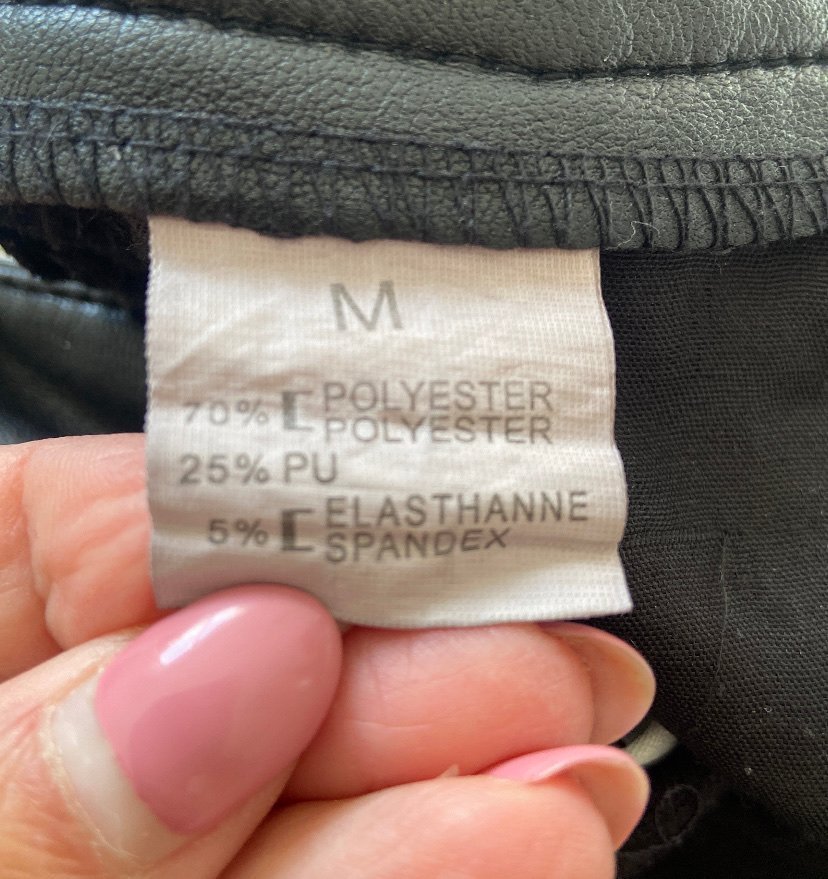 M
70% [ POLYESTER
POLYESTER
25% PU
5% [ ELASTHANNE
SPANDEX